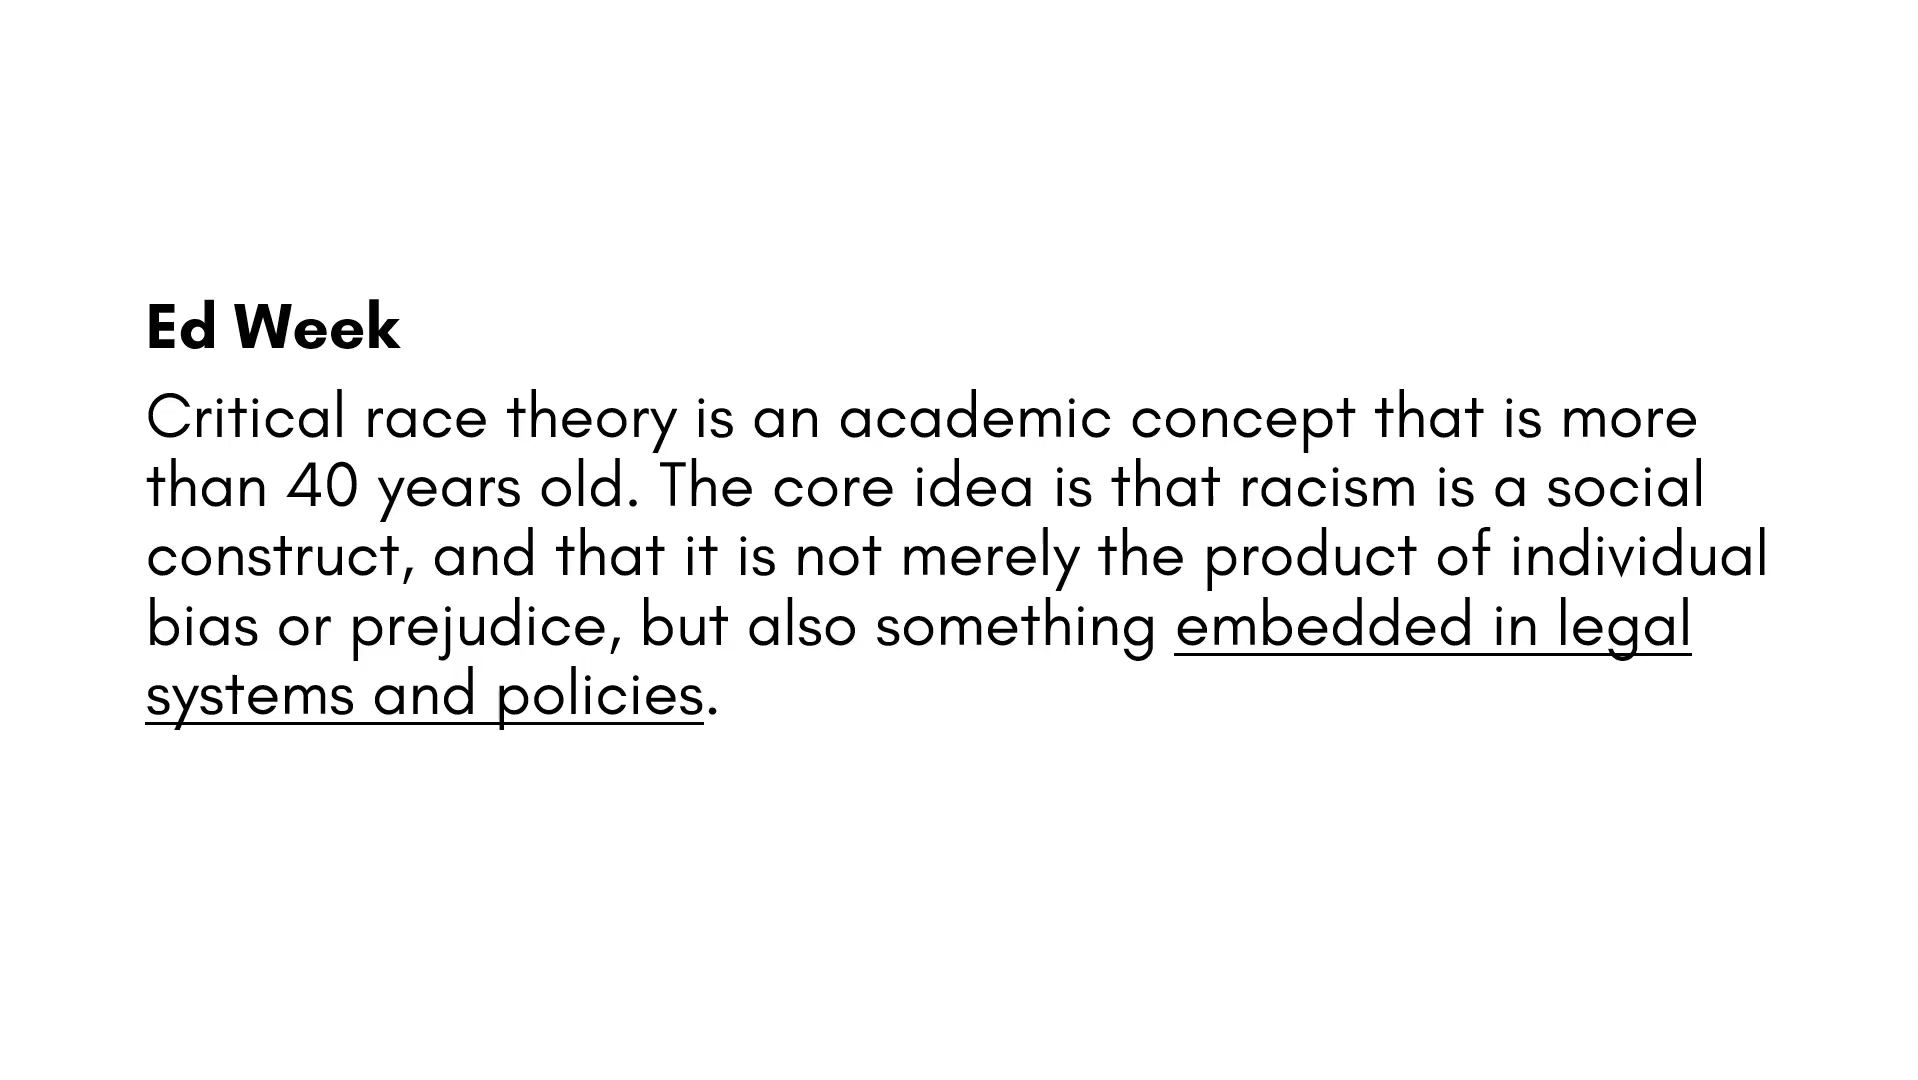 Ed Week
Critical race theory is an academic concept that is more
than 40 years old. The core idea is that racism is a social
construct, and that it is not merely the product of individual
bias or prejudice, but also something embedded in legal
systems and policies.